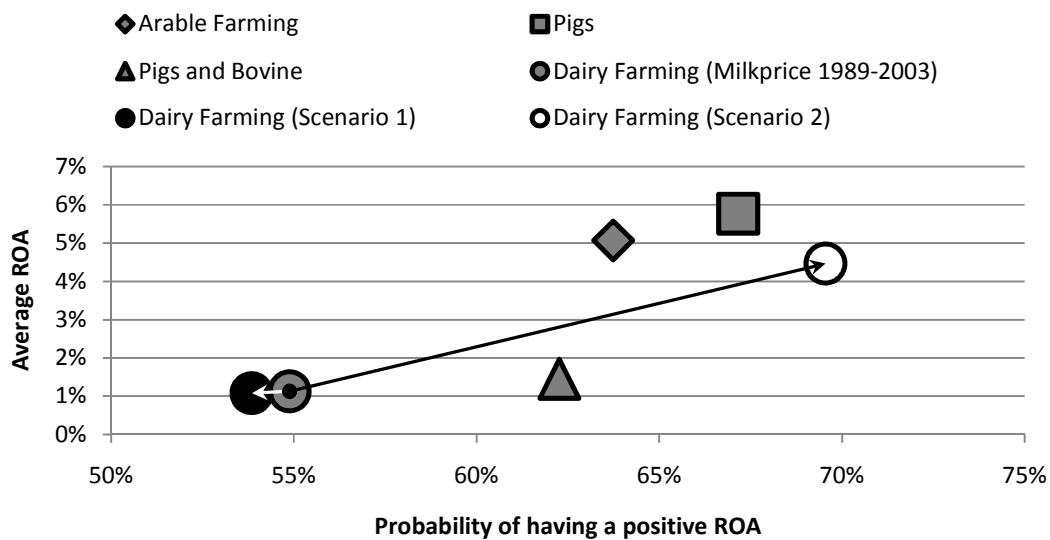 Arable Farming
Pigs
Pigs and Bovine
Dairy Farming (Milkprice 1989-2003)
Dairy Farming (Scenario 1)
Dairy Farming (Scenario 2)
7%
6%
5%
4%
3%
2%
1%
0%
Average ROA
50%
55%
60%
65%
70%
75%
Probability of having a positive ROA